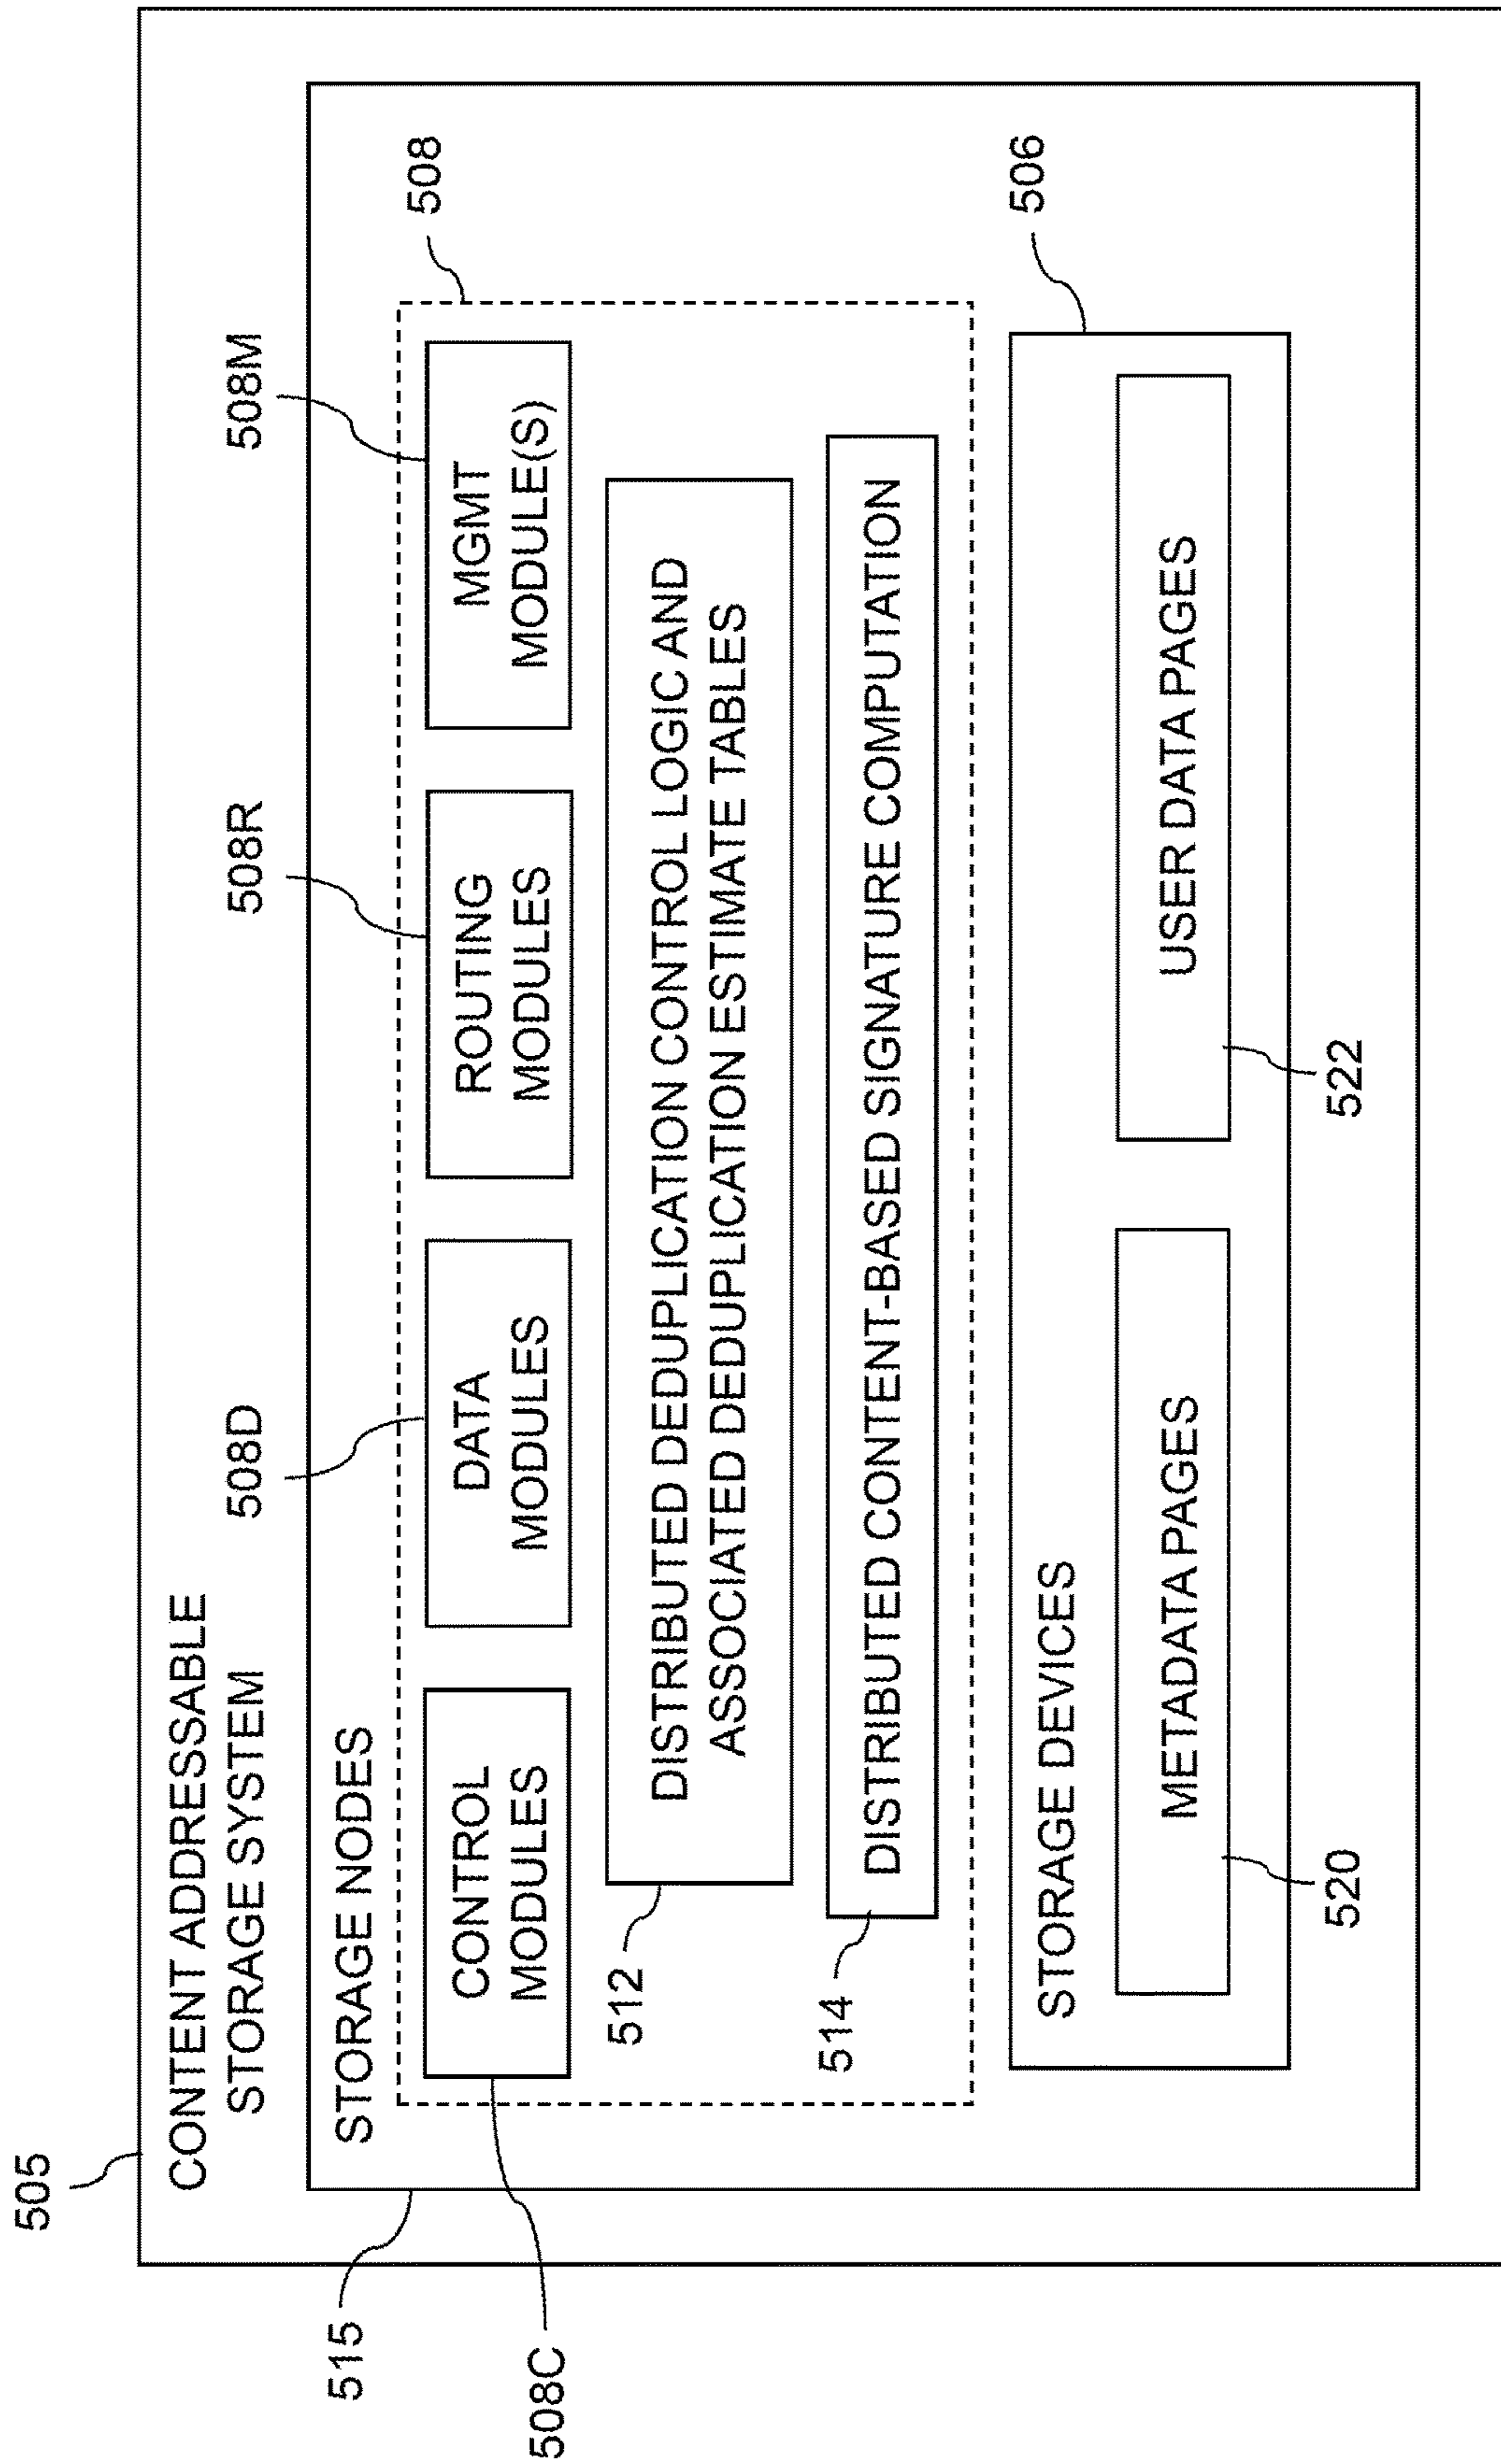 505
CONTENT ADDRESSABLE
STORAGE SYSTEM
508D
508R
508M
515
STORAGE NODES
508
508C
CONTROL
MODULES
DATA
MODULES
ROUTING
MODULES
MGMT
MODULE(S)
512
DISTRIBUTED DEDUPLICATION CONTROL LOGIC AND
ASSOCIATED DEDUPLICATION ESTIMATE TABLES
514
DISTRIBUTED CONTENT-BASED SIGNATURE COMPUTATION
506
STORAGE DEVICES
METADATA PAGES
USER DATA PAGES
520
522